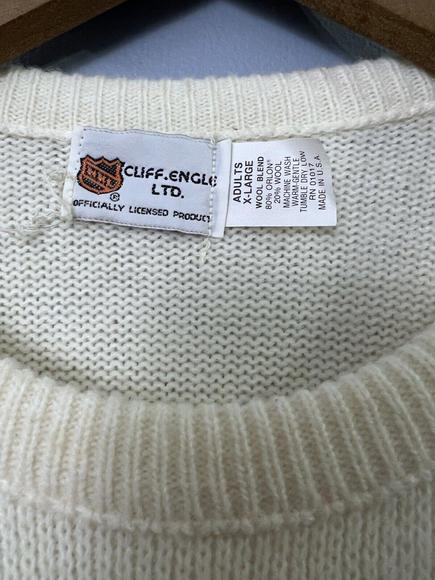 NHL
CLIFF.ENGLE
LTD.
©
OFFICIALLY LICENSED PRODUCT
ADULTS
X-LARGE
WOOL BLEND
80% ORLON®
20% WOOL
MACHINE WASH
WARM-GENTLE
TUMBLE DRY LOW
RN 01017
MADE IN U.S.A.